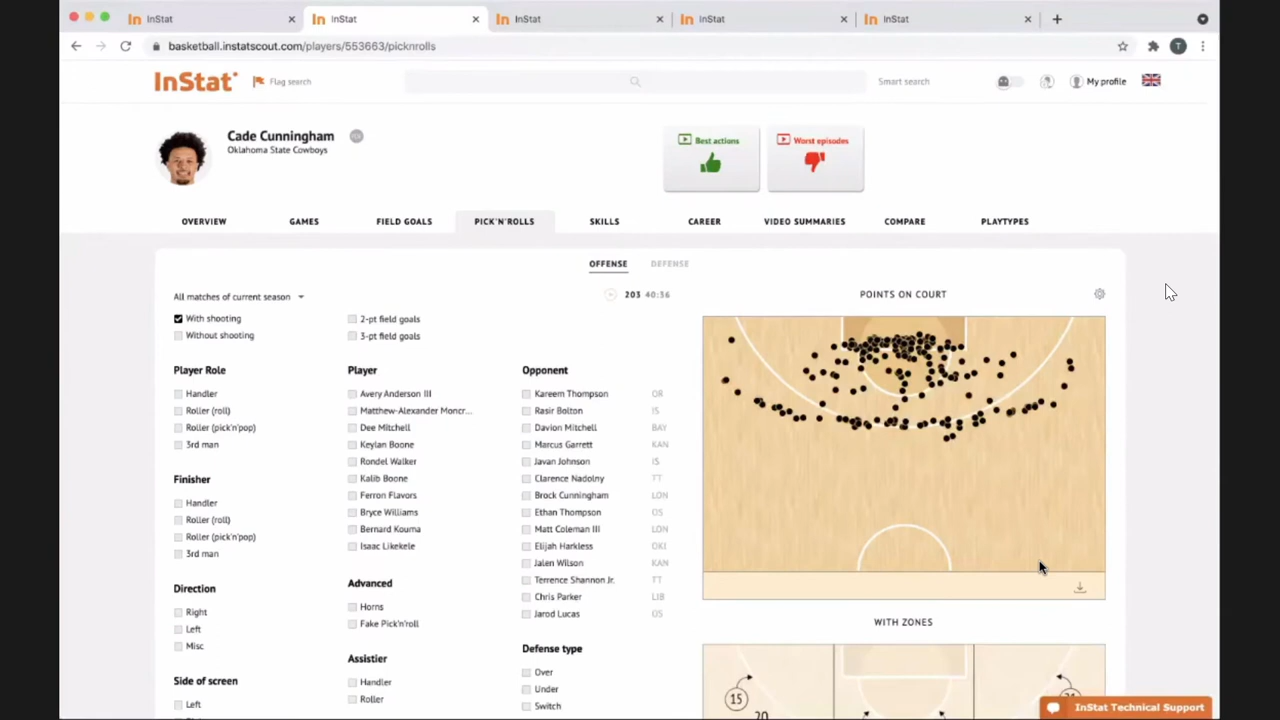 InStat
InStat
InStat
InStat
InStat
basketball.instatscout.com/players/553663/picknrolls
T
InStat
Flag search
Smart search
My profile
Cade Cunningham
Oklahoma State Cowboys
Best actions
Worst episodes
OVERVIEW
GAMES
FIELD GOALS
PICK'N'ROLLS
SKILLS
CAREER
VIDEO SUMMARIES
COMPARE
PLAYTYPES
OFFENSE
DEFENSE
All matches of current season
203 40:36
POINTS ON COURT
With shooting
Without shooting
2-pt field goals
3-pt field goals
Player Role
Handler
Roller (roll)
Roller (pick'n'pop)
3rd man
Finisher
Handler
Roller (roll)
Roller (pick'n'pop)
3rd man
Direction
Right
Left
Misc
Side of screen
Left
Player
Avery Anderson III
Matthew-Alexander Moncr...
Dee Mitchell
Keylan Boone
Rondel Walker
Kalib Boone
Ferron Flavors
Bryce Williams
Bernard Kouma
Isaac Likekele
Advanced
Horns
Fake Pick'n'roll
Assistier
Handler
Roller
Opponent
Kareem Thompson OR
Rasir Bolton IS
Davion Mitchell BAY
Marcus Garrett KAN
Javan Johnson IS
Clarence Nadolny TT
Brock Cunningham LON
Ethan Thompson OS
Matt Coleman III LON
Elijah Harkless OKI
Jalen Wilson KAN
Terrence Shannon Jr. TT
Chris Parker LIB
Jarod Lucas OS
Defense type
Over
Under
Switch
WITH ZONES
15
20
InStat Technical Support